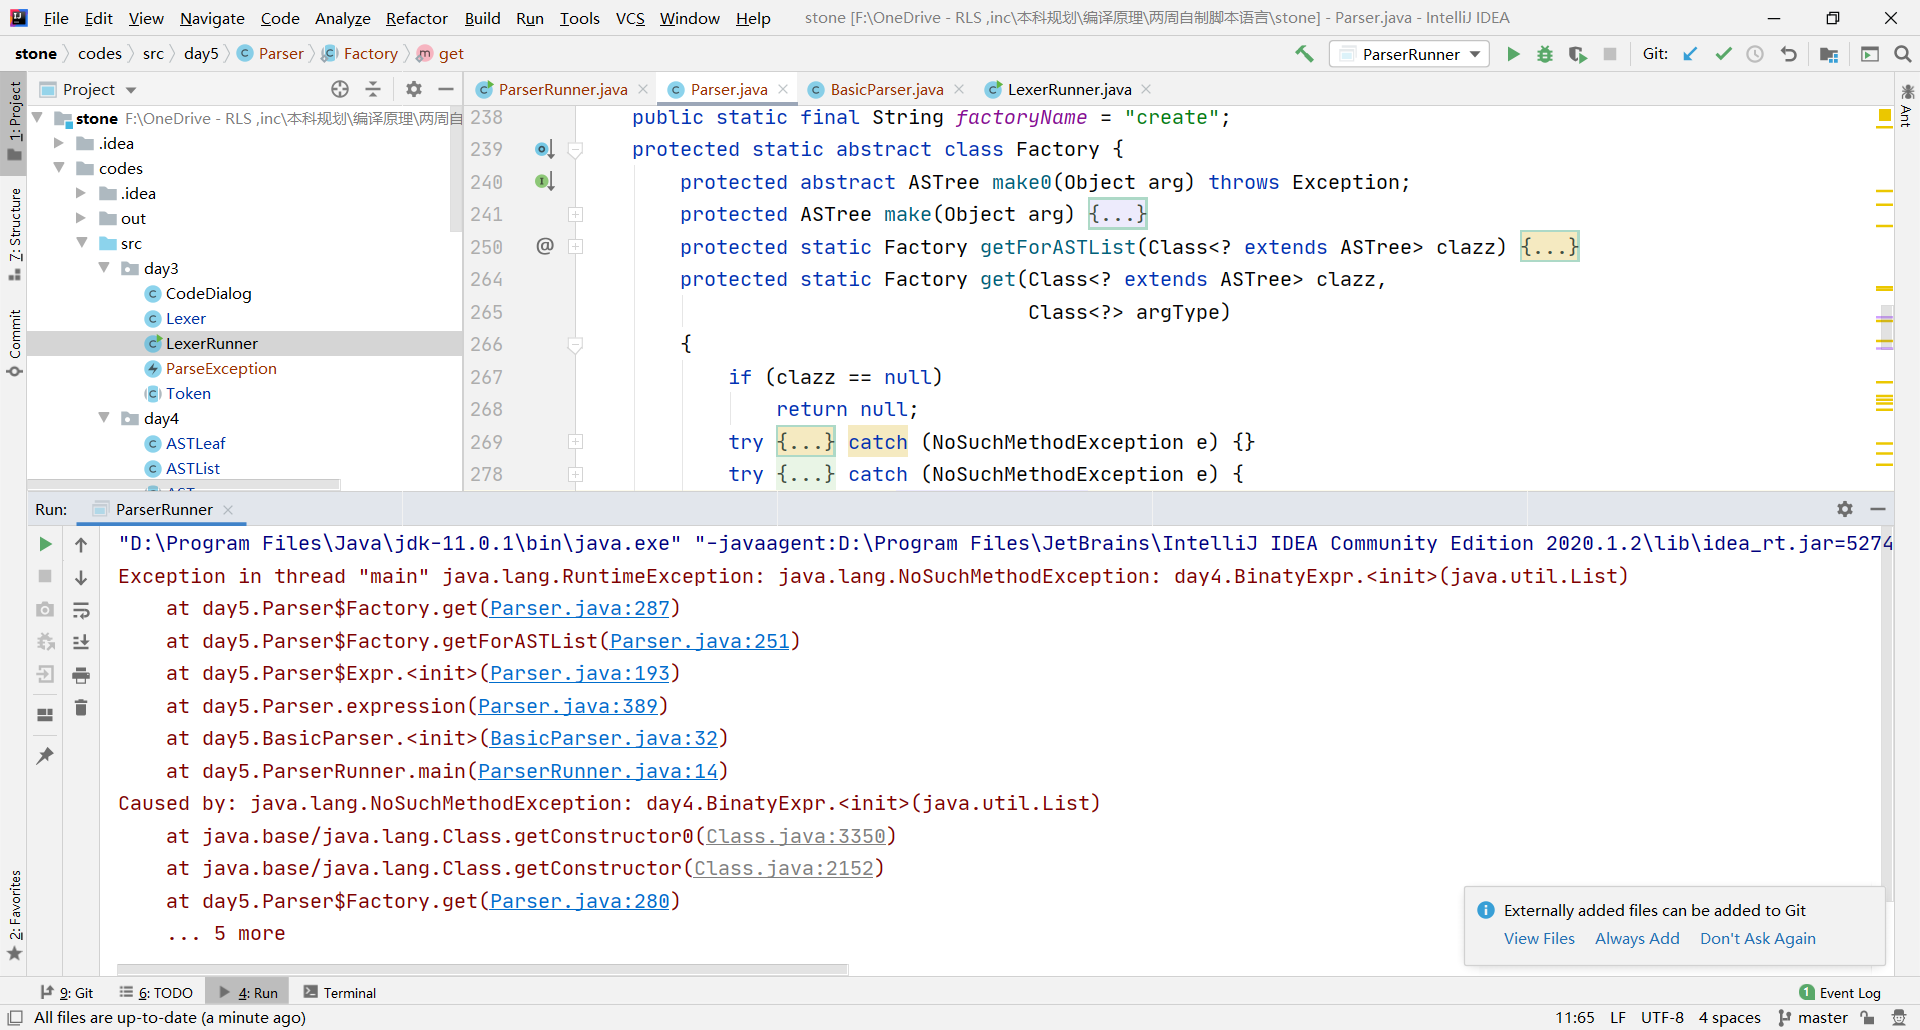 File Edit View Navigate Code Analyze Refactor Build Run Tools VCS Window Help stone [F:\OneDrive - RLS ,inc\本科规划\编译原理\两周自制脚本语言\stone] - Parser.java - IntelliJ IDEA
stone codes src day5 Parser Factory get ParserRunner Git:
Project ParserRunner.java Parser.java BasicParser.java LexerRunner.java
1: Project
7: Structure
Commit
2: Favorites
Ant
stone F:\OneDrive - RLS ,inc\本科规划\编译原理\两周自
.idea
codes
.idea
out
src
day3
CodeDialog
Lexer
LexerRunner
ParseException
Token
day4
ASTLeaf
ASTList
238 public static final String factoryName = "create";
239 protected static abstract class Factory {
240 protected abstract ASTree make0(Object arg) throws Exception;
241 protected ASTree make(Object arg) {...}
250 @ protected static Factory getForASTList(Class<? extends ASTree> clazz) {...}
264 protected static Factory get(Class<? extends ASTree> clazz,
265 Class<?> argType)
266 {
267 if (clazz == null)
268 return null;
269 try {...} catch (NoSuchMethodException e) {}
278 try {...} catch (NoSuchMethodException e) {
Run: ParserRunner
"D:\Program Files\Java\jdk-11.0.1\bin\java.exe" "-javaagent:D:\Program Files\JetBrains\IntelliJ IDEA Community Edition 2020.1.2\lib\idea_rt.jar=5274
Exception in thread "main" java.lang.RuntimeException: java.lang.NoSuchMethodException: day4.BinatyExpr.<init>(java.util.List)
at day5.Parser$Factory.get(Parser.java:287)
at day5.Parser$Factory.getForASTList(Parser.java:251)
at day5.Parser$Expr.<init>(Parser.java:193)
at day5.Parser.expression(Parser.java:389)
at day5.BasicParser.<init>(BasicParser.java:32)
at day5.ParserRunner.main(ParserRunner.java:14)
Caused by: java.lang.NoSuchMethodException: day4.BinatyExpr.<init>(java.util.List)
at java.base/java.lang.Class.getConstructor0(Class.java:3350)
at java.base/java.lang.Class.getConstructor(Class.java:2152)
at day5.Parser$Factory.get(Parser.java:280)
... 5 more
Externally added files can be added to Git
View Files Always Add Don't Ask Again
9: Git 6: TODO 4: Run Terminal 1 Event Log
All files are up-to-date (a minute ago) 11:65 LF UTF-8 4 spaces master